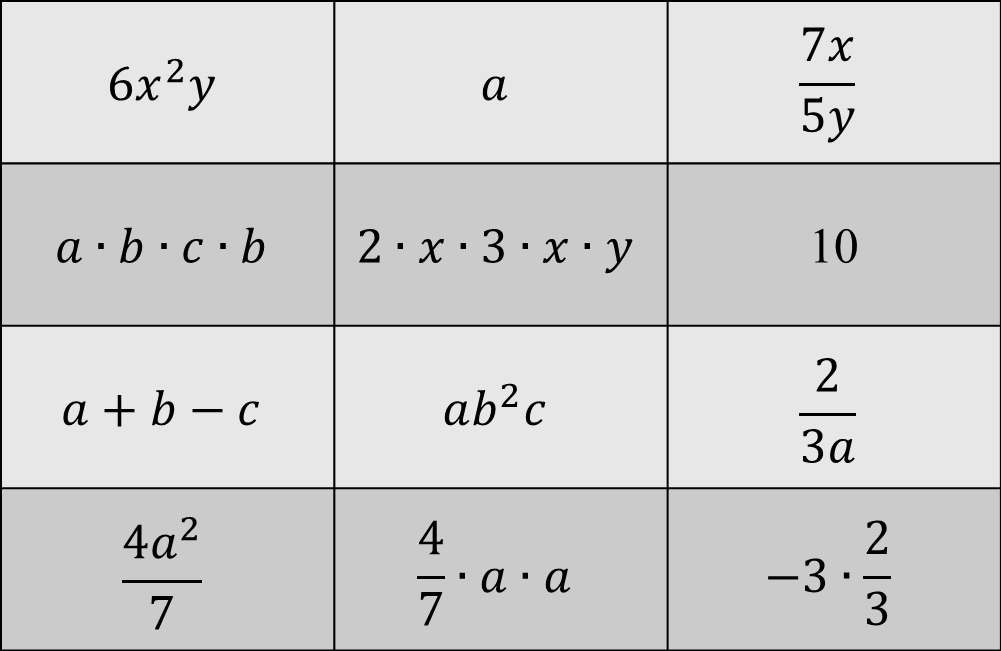 6x²y a 7x/5y
a · b · c · b 2 · x · 3 · x · y 10
a + b − c ab²c 2/3a
4a²/7 4/7 · a · a −3 · 2/3